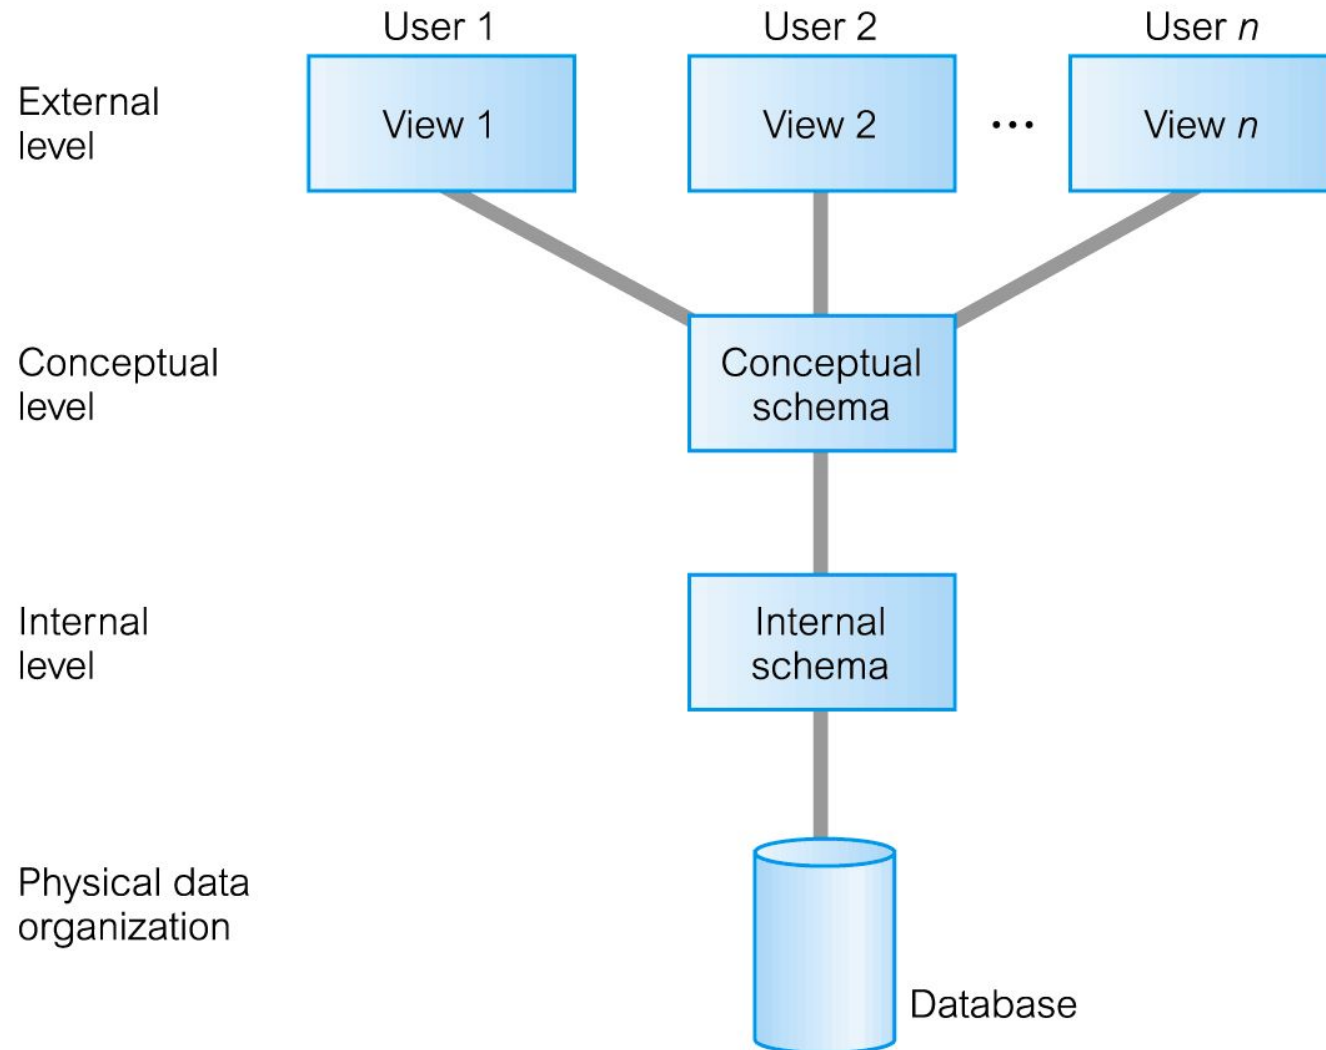 User 1
User 2
User n
External
level
View 1
View 2
...
View n
Conceptual
level
Conceptual
schema
Internal
level
Internal
schema
Physical data
organization
Database